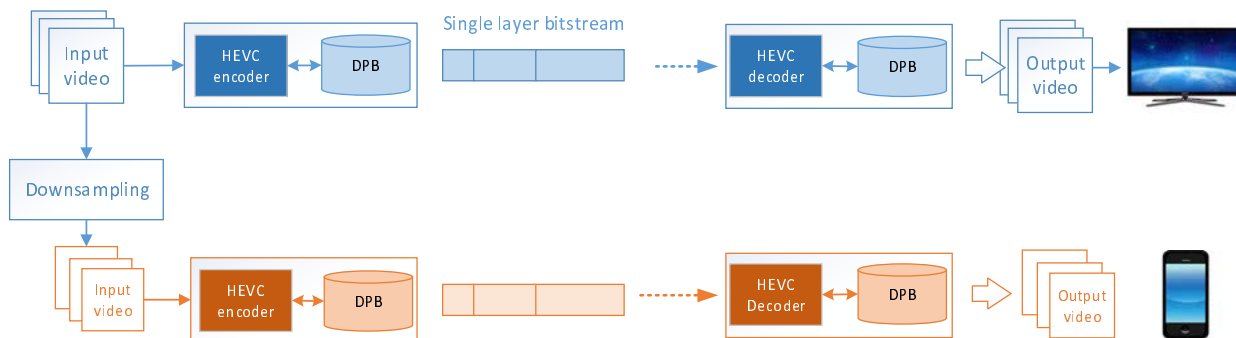 Single layer bitstream
Input
video
HEVC
encoder
DPB
HEVC
decoder
DPB
Output
video
Downsampling
Input
video
HEVC
encoder
DPB
HEVC
Decoder
DPB
Output
video